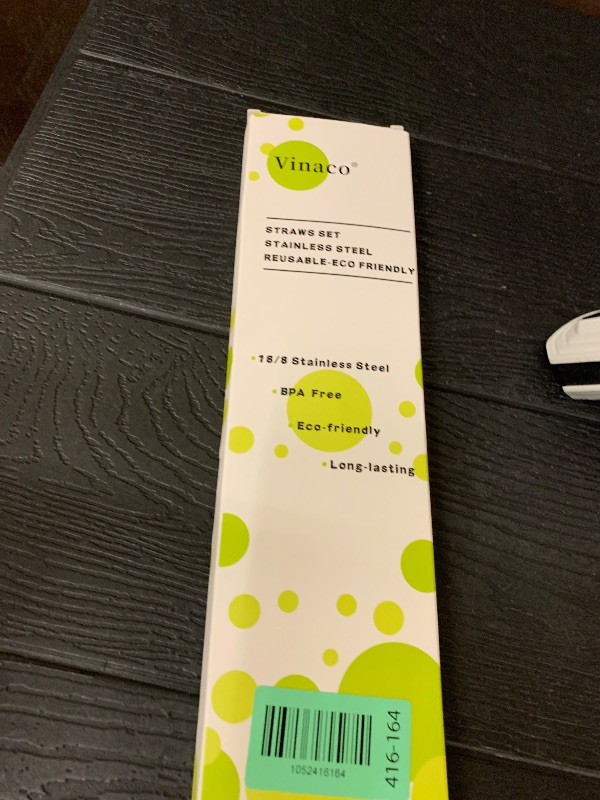 Vinaco®
STRAWS SET
STAINLESS STEEL
REUSABLE-ECO FRIENDLY
•18/8 Stainless Steel
•BPA Free
•Eco-friendly
•Long-lasting
1052416164
416-164